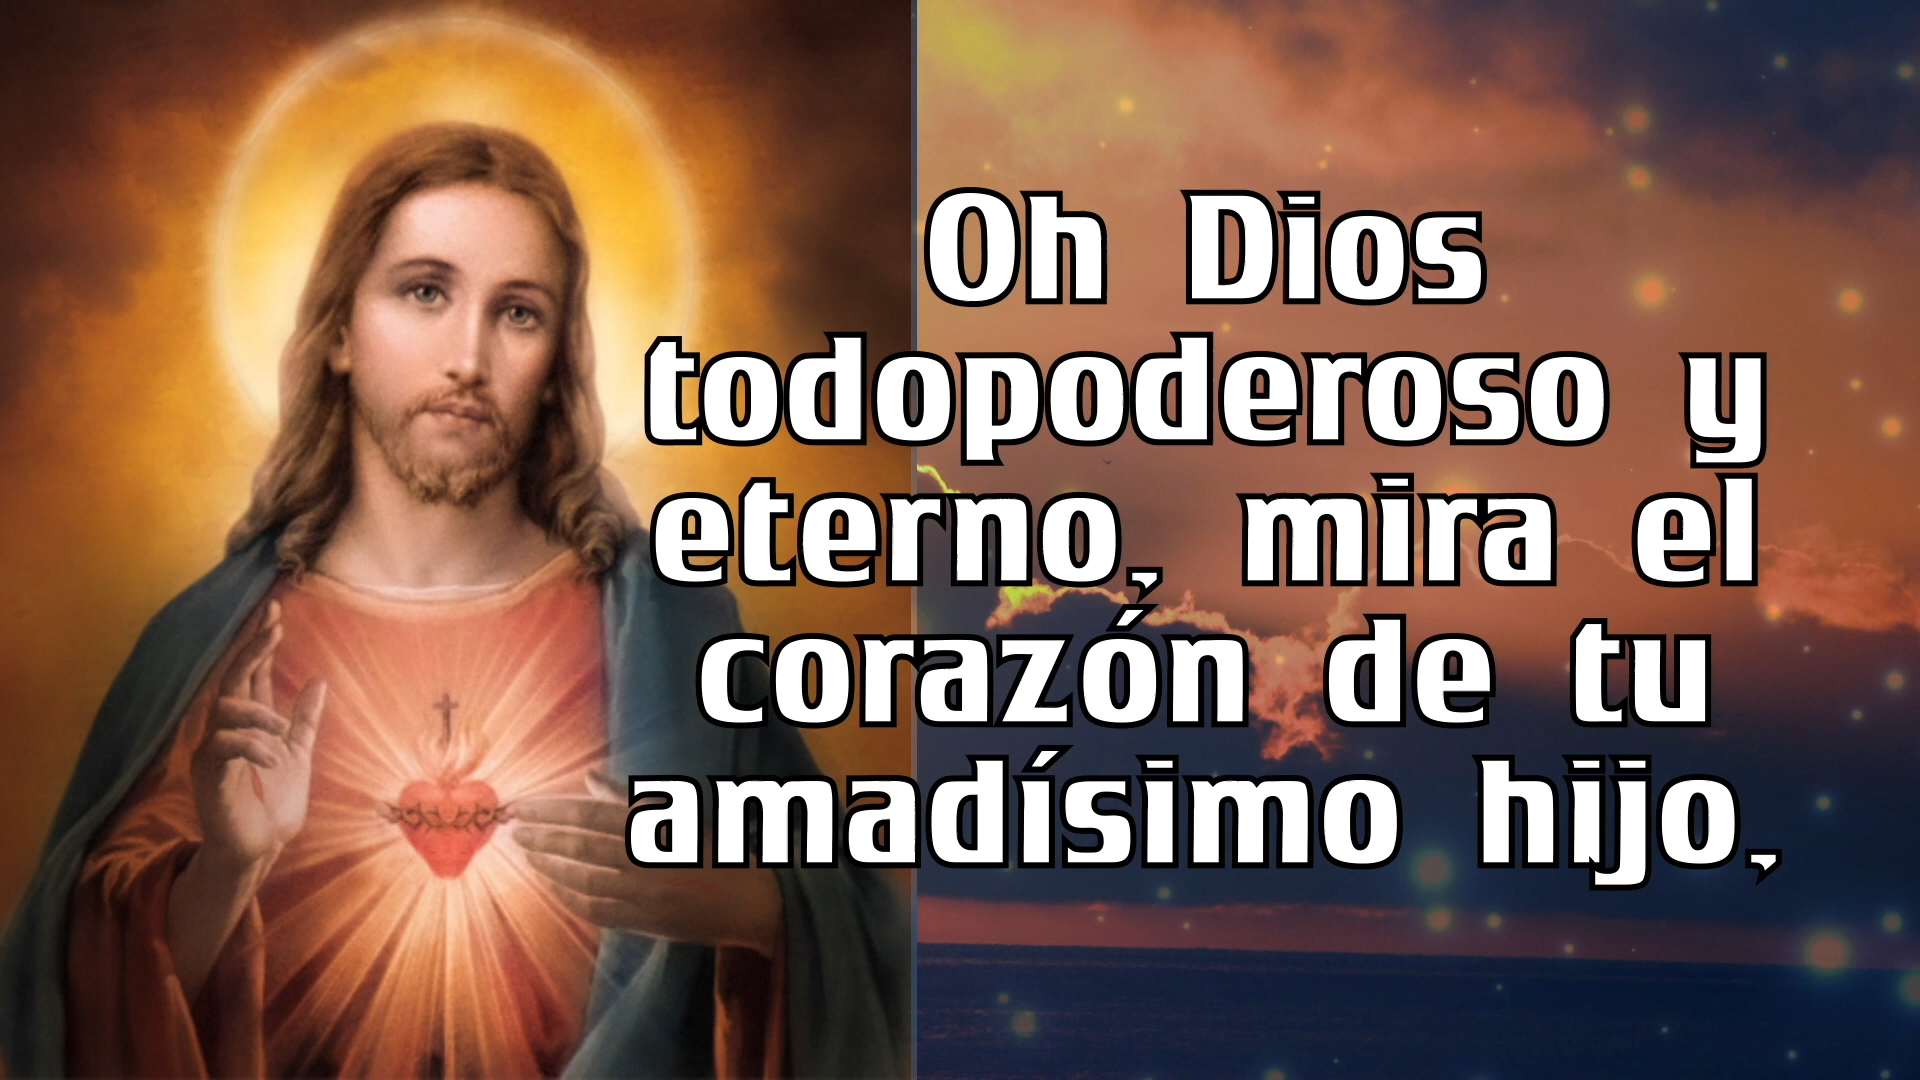 Oh Dios
todopoderoso y
eterno, mira el
corazón de tu
amadísimo hijo,